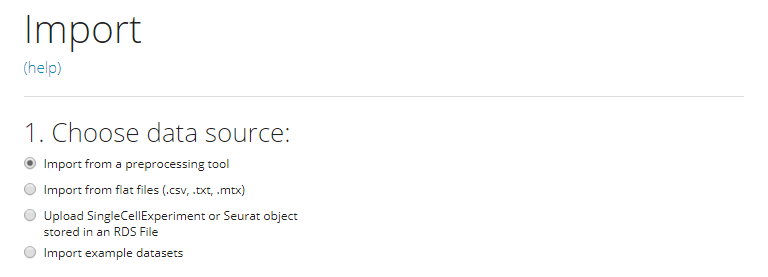 Import
(help)
1. Choose data source:
Import from a preprocessing tool
Import from flat files (.csv, .txt, .mtx)
Upload SingleCellExperiment or Seurat object
stored in an RDS File
Import example datasets